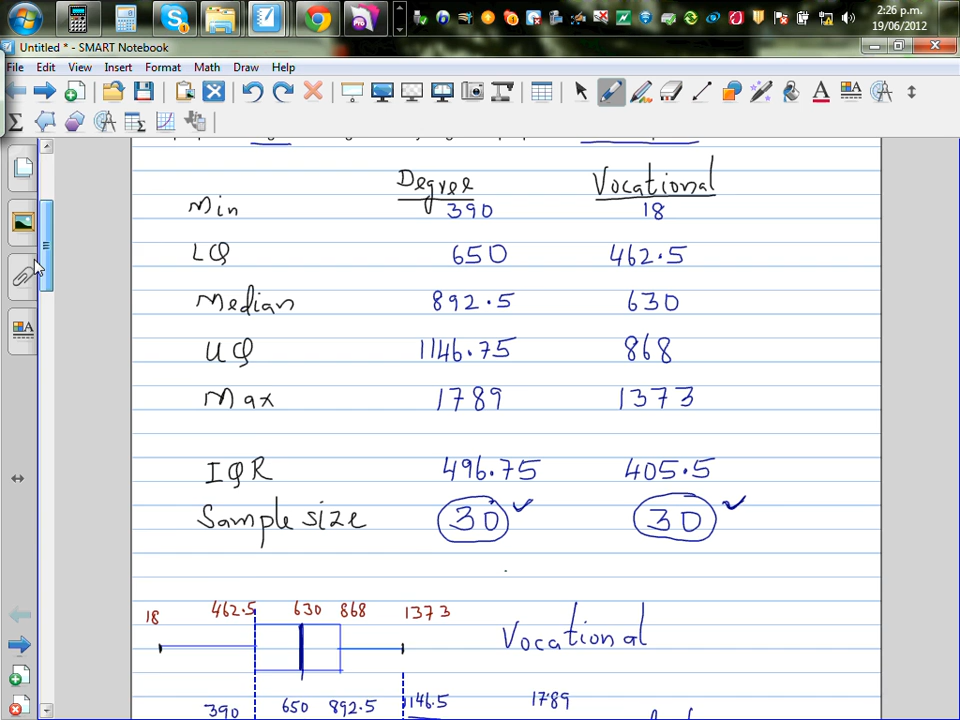 2:26 p.m.
19/06/2012
Untitled * - SMART Notebook
File Edit View Insert Format Math Draw Help
Degree Vocational
Min 390 18
LQ 650 462.5
Median 892.5 630
UQ 1146.75 868
Max 1789 1373
IQR 496.75 405.5
Sample size 30 30
18 462.5 630 868 1373
Vocational
390 650 892.5 1146.5 1789